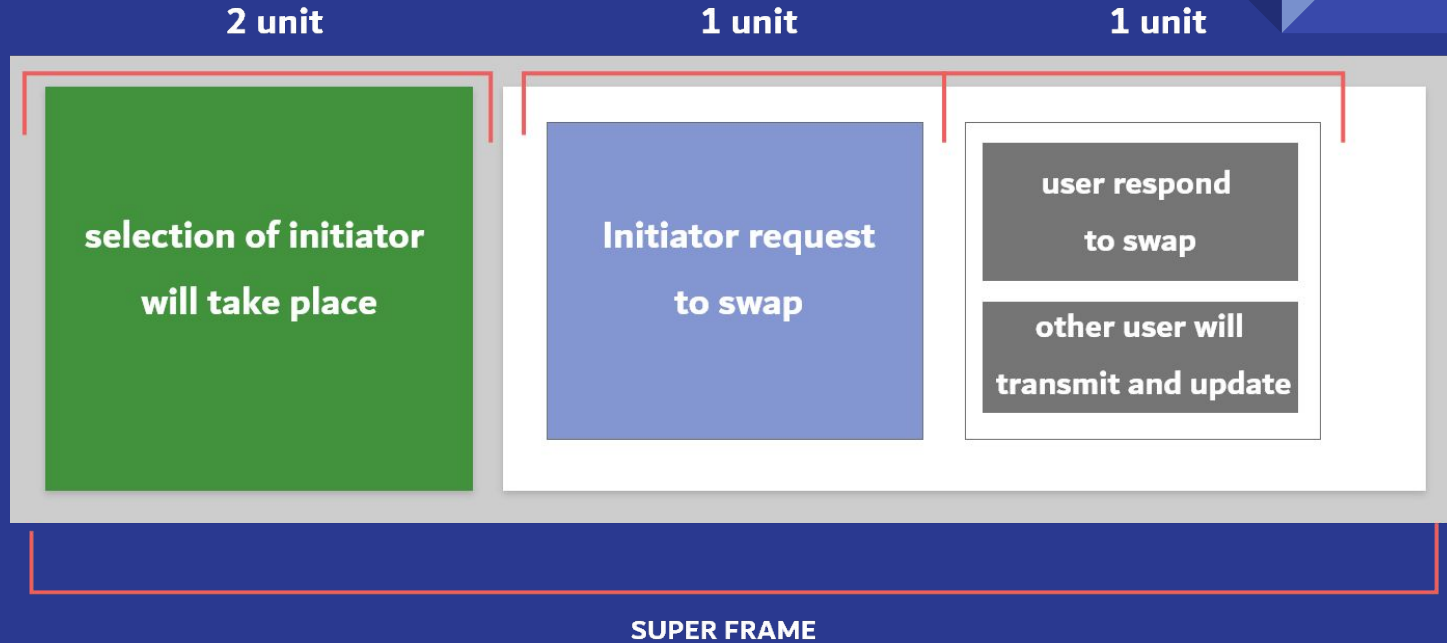 2 unit
1 unit
1 unit
selection of initiator
will take place
Initiator request
to swap
user respond
to swap
other user will
transmit and update
SUPER FRAME